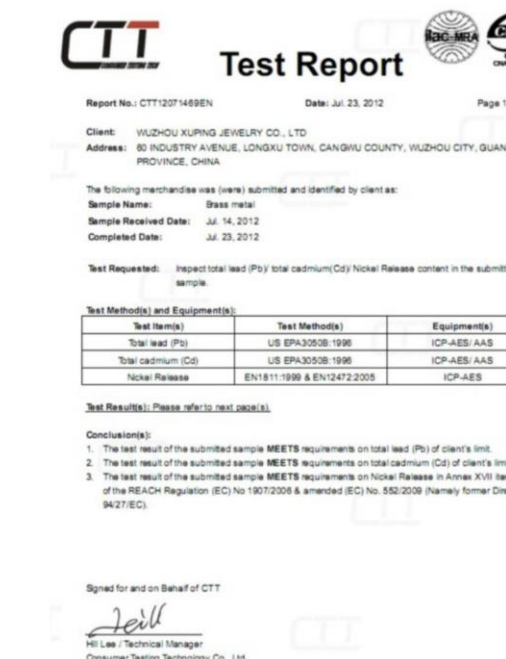 CTT
ilac-MRA
Test Report
Report No.: CTT12071469EN Date: Jul. 23, 2012 Page 1
Client: WUZHOU XUPING JEWELRY CO., LTD
Address: 60 INDUSTRY AVENUE, LONGXU TOWN, CANGWU COUNTY, WUZHOU CITY, GUAN
PROVINCE, CHINA
The following merchandise was (were) submitted and identified by client as:
Sample Name: Brass metal
Sample Received Date: Jul. 14, 2012
Completed Date: Jul. 23, 2012
Test Requested: Inspect total lead (Pb)/ total cadmium(Cd)/ Nickel Release content in the submitt
sample.
Test Method(s) and Equipment(s):
Test Item(s) Test Method(s) Equipment(s)
Total lead (Pb) US EPA3050B:1996 ICP-AES/ AAS
Total cadmium (Cd) US EPA3050B:1996 ICP-AES/ AAS
Nickel Release EN1811:1999 & EN12472:2005 ICP-AES
Test Result(s): Please refer to next page(s).
Conclusion(s):
1. The test result of the submitted sample MEETS requirements on total lead (Pb) of client's limit.
2. The test result of the submitted sample MEETS requirements on total cadmium (Cd) of client's lim
3. The test result of the submitted sample MEETS requirements on Nickel Release in Annex XVII ite
of the REACH Regulation (EC) No 1907/2006 & amended (EC) No. 552/2009 (Namely former Dire
94/27/EC).
Signed for and on Behalf of CTT
Hill Lee / Technical Manager
Consumer Testing Technology Co., Ltd.